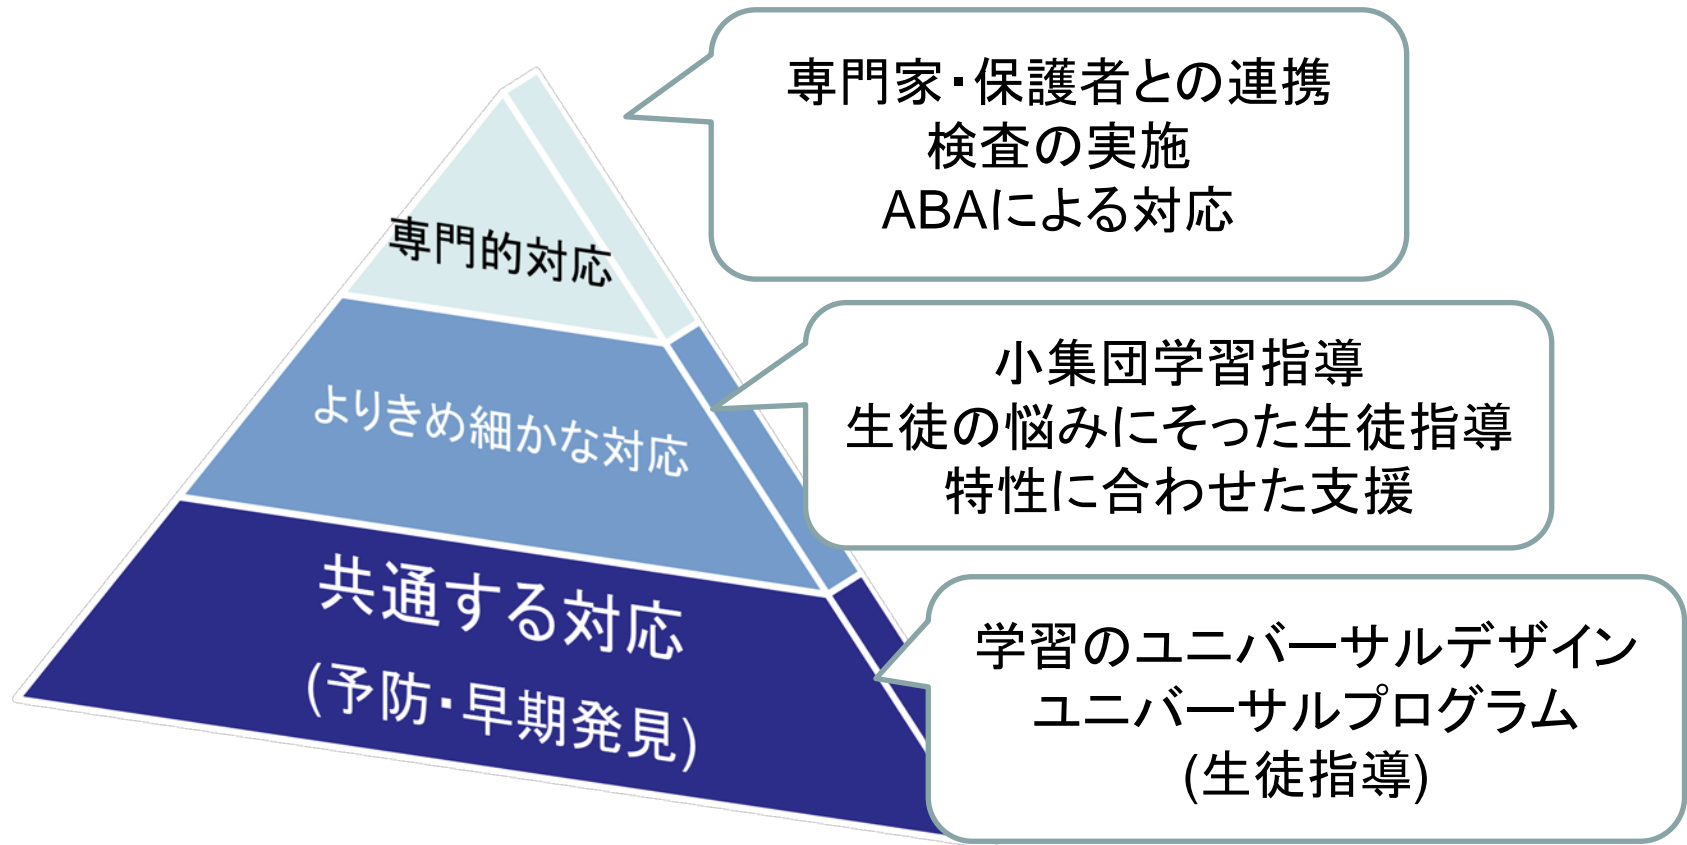 専門家・保護者との連携
検査の実施
ABAによる対応
専門的対応
小集団学習指導
生徒の悩みにそった生徒指導
特性に合わせた支援
よりきめ細かな対応
共通する対応
(予防・早期発見)
学習のユニバーサルデザイン
ユニバーサルプログラム
(生徒指導)